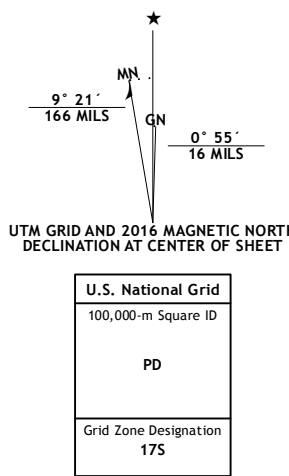 ★
MN
GN
9° 21´
166 MILS
0° 55´
16 MILS
UTM GRID AND 2016 MAGNETIC NORTH
DECLINATION AT CENTER OF SHEET
U.S. National Grid
100,000-m Square ID
PD
Grid Zone Designation
17S